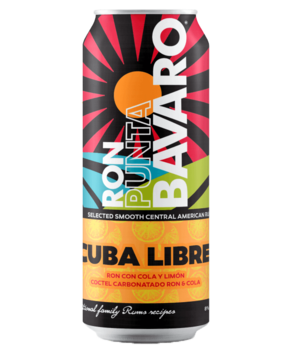 RON
PUNTA
BAVARO
SELECTED SMOOTH CENTRAL AMERICAN
CUBA LIBRE
RON CON COLA Y LIMÓN
COCTEL CARBONATADO RON & COLA
family Rums recipes